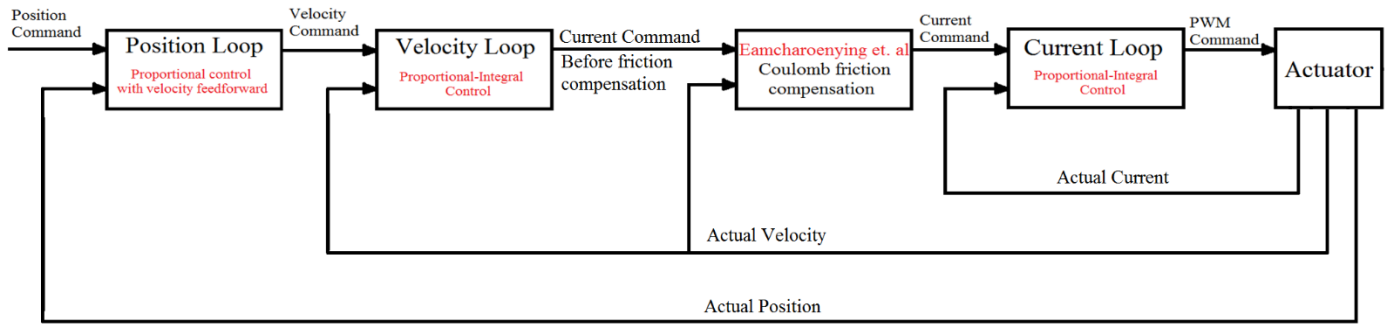 Position
Command
Position Loop
Proportional control
with velocity feedforward
Velocity
Command
Velocity Loop
Proportional-Integral
Control
Current Command
Before friction
compensation
Eamcharoenying et. al
Coulomb friction
compensation
Current
Command
Current Loop
Proportional-Integral
Control
PWM
Command
Actuator
Actual Current
Actual Velocity
Actual Position